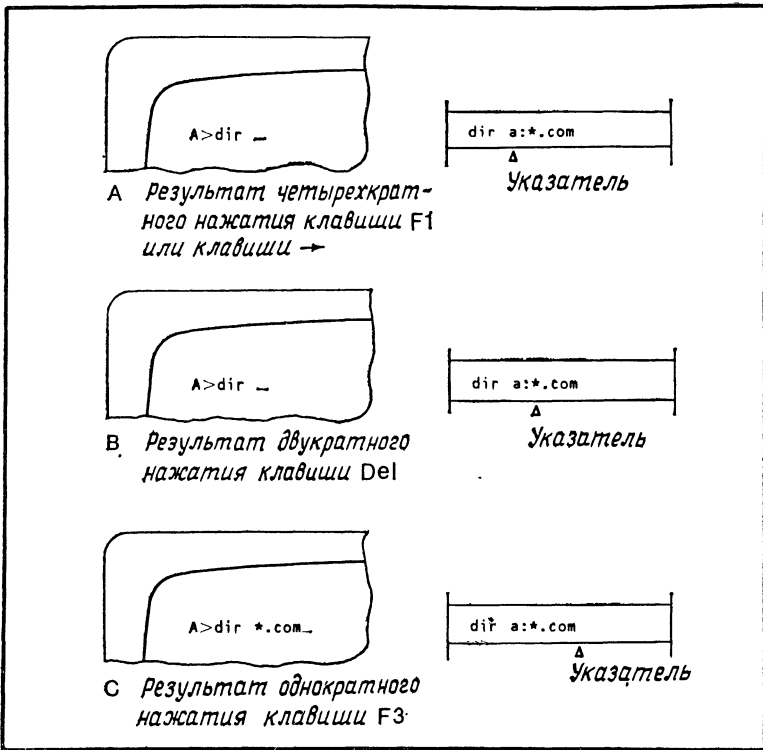 A>dir _
dir a:*.com
Указатель
A Результат четырехкрат-
ного нажатия клавиши F1
или клавиши →
A>dir _
dir a:*.com
Указатель
B Результат двукратного
нажатия клавиши Del
A>dir *.com_
dir a:*.com
Указатель
C Результат однократного
нажатия клавиши F3